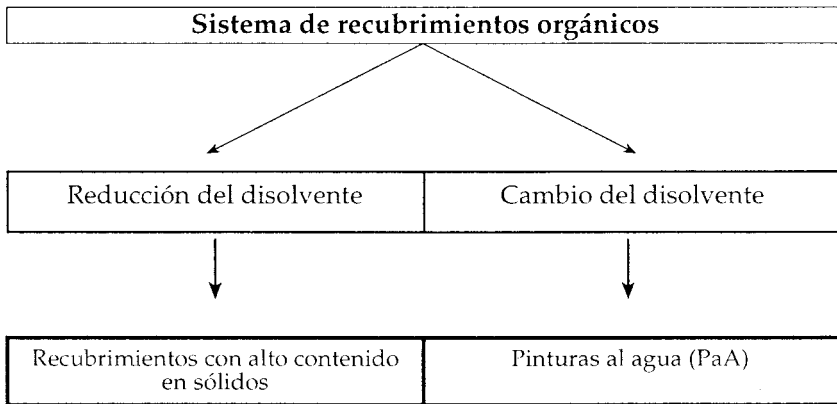 Sistema de recubrimientos orgánicos
Reducción del disolvente
Cambio del disolvente
Recubrimientos con alto contenido
en sólidos
Pinturas al agua (PaA)